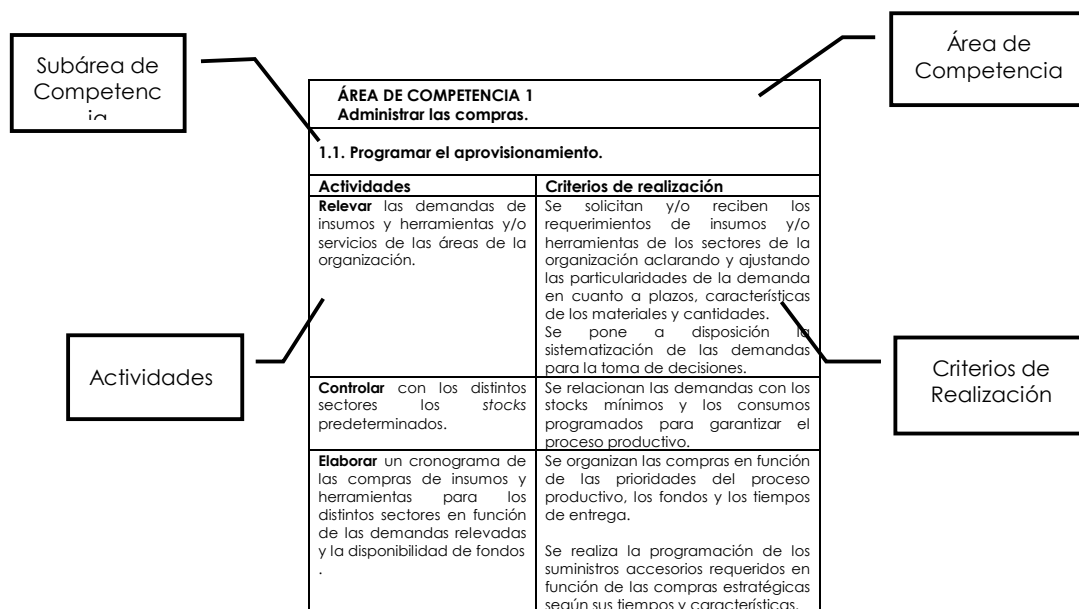 Subárea de
Competenc
ia
Área de
Competencia
ÁREA DE COMPETENCIA 1
Administrar las compras.
1.1. Programar el aprovisionamiento.
Actividades
Criterios de realización
Relevar las demandas de
insumos y herramientas y/o
servicios de las áreas de la
organización.
Se solicitan y/o reciben los
requerimientos de insumos y/o
herramientas de los sectores de la
organización aclarando y ajustando
las particularidades de la demanda
en cuanto a plazos, características
de los materiales y cantidades.
Se pone a disposición la
sistematización de las demandas
para la toma de decisiones.
Controlar con los distintos
sectores los stocks
predeterminados.
Se relacionan las demandas con los
stocks mínimos y los consumos
programados para garantizar el
proceso productivo.
Elaborar un cronograma de
las compras de insumos y
herramientas para los
distintos sectores en función
de las demandas relevadas
y la disponibilidad de fondos
.
Se organizan las compras en función
de las prioridades del proceso
productivo, los fondos y los tiempos
de entrega.
Se realiza la programación de los
suministros accesorios requeridos en
función de las compras estratégicas
según sus tiempos y características.
Actividades
Criterios de
Realización